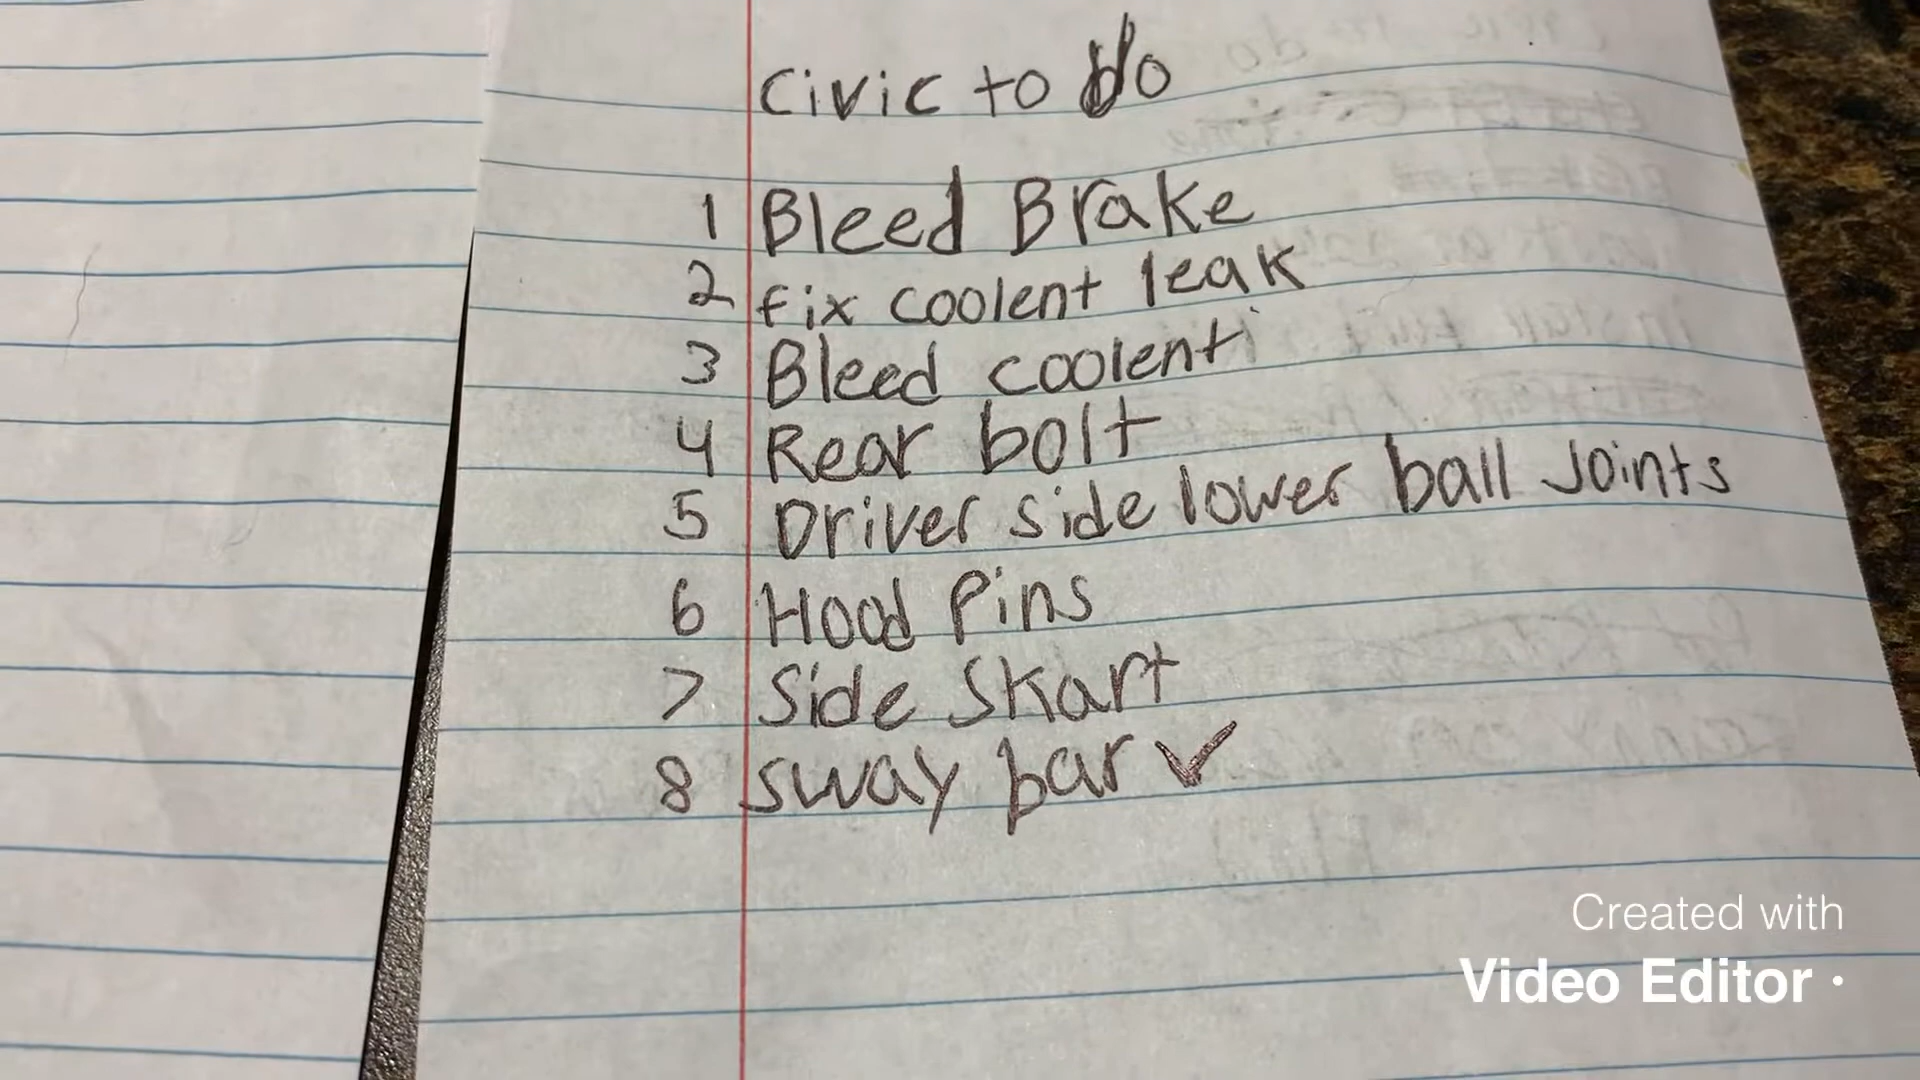 Civic to do
1 Bleed Brake
2 fix coolent leak
3 Bleed coolent
4 Rear bolt
5 Driver side lower ball Joints
6 Hood Pins
7 Side Skart
8 sway bar ✓
Created with
Video Editor